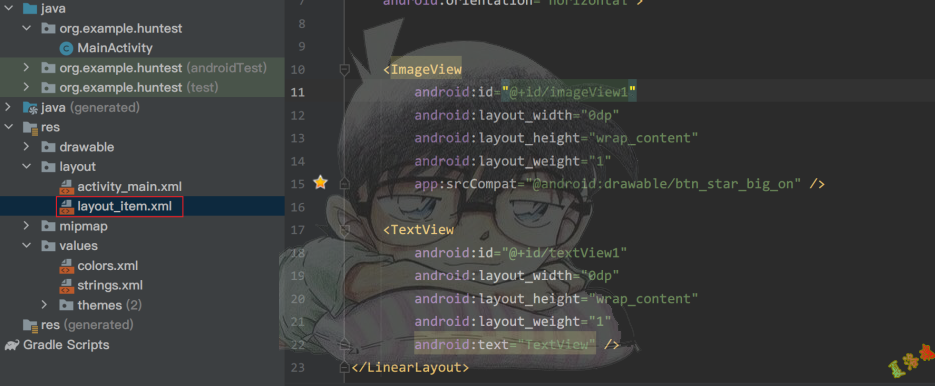 java
org.example.huntest
MainActivity
org.example.huntest (androidTest)
org.example.huntest (test)
java (generated)
res
drawable
layout
activity_main.xml
layout_item.xml
mipmap
values
colors.xml
strings.xml
themes (2)
res (generated)
Gradle Scripts
7 android:orientation="horizontal">
8
9
10 <ImageView
11 android:id="@+id/imageView1"
12 android:layout_width="0dp"
13 android:layout_height="wrap_content"
14 android:layout_weight="1"
15 app:srcCompat="@android:drawable/btn_star_big_on" />
16
17 <TextView
18 android:id="@+id/textView1"
19 android:layout_width="0dp"
20 android:layout_height="wrap_content"
21 android:layout_weight="1"
22 android:text="TextView" />
23 </LinearLayout>